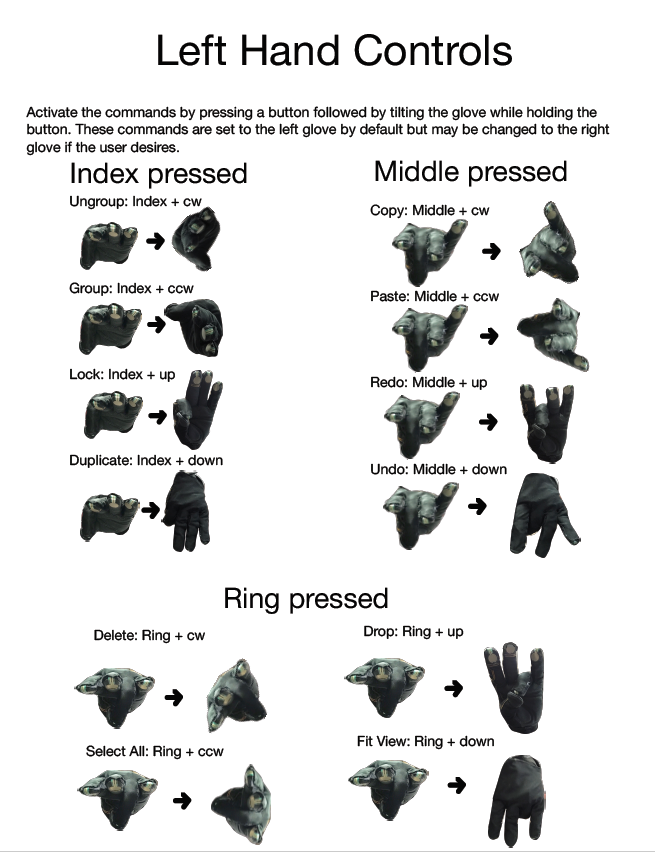 Left Hand Controls
Activate the commands by pressing a button followed by tilting the glove while holding the
button. These commands are set to the left glove by default but may be changed to the right
glove if the user desires.
Index pressed
Ungroup: Index + cw
Group: Index + ccw
Lock: Index + up
Duplicate: Index + down
Middle pressed
Copy: Middle + cw
Paste: Middle + ccw
Redo: Middle + up
Undo: Middle + down
Ring pressed
Delete: Ring + cw
Select All: Ring + ccw
Drop: Ring + up
Fit View: Ring + down